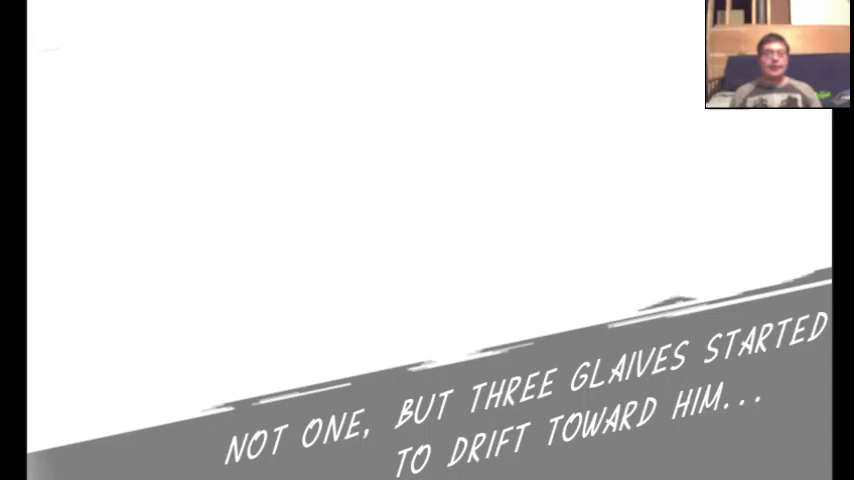 NOT ONE, BUT THREE GLAIVES STARTED
TO DRIFT TOWARD HIM...